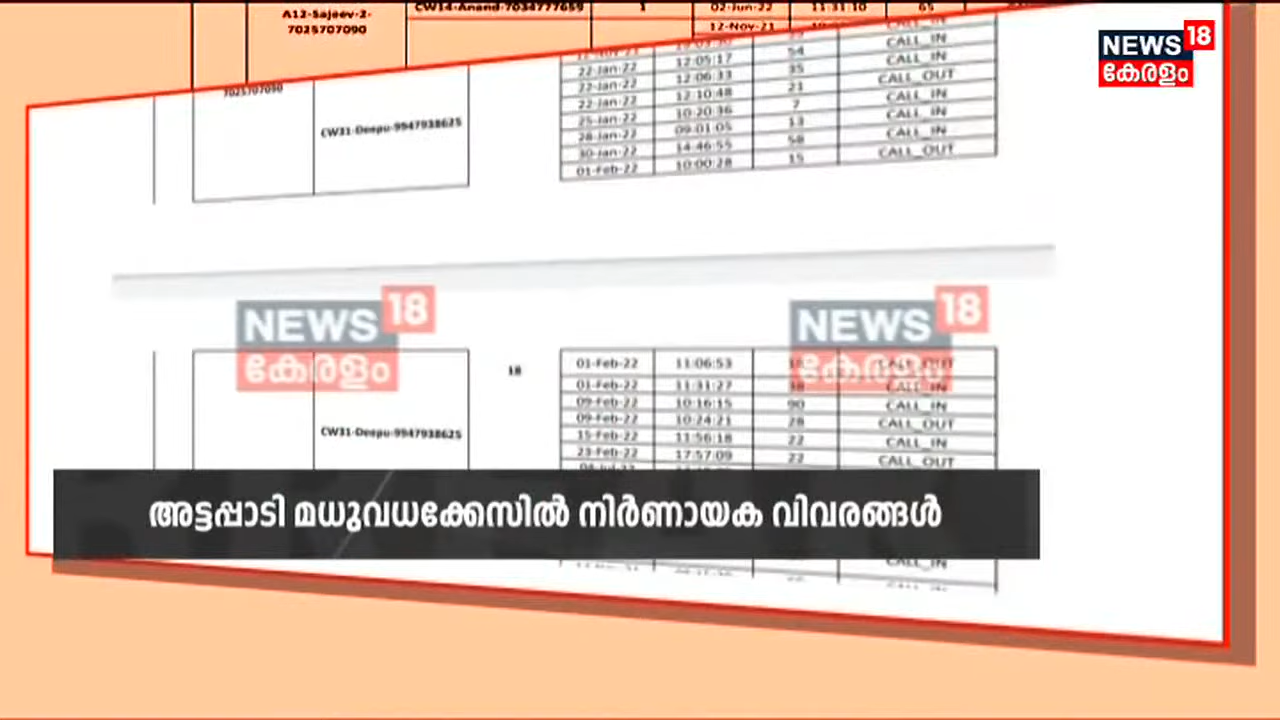 A12-Sajeev-2-
7025707090
CW14-Anand-7034777659 1 02-Jun-22 11:31:10 65
12-Nov-21
NEWS 18
കേരളം
7025707090
CW31-Deepu-9947938625
CALL_IN
22-Jan-22 12:05:17 54 CALL_IN
22-Jan-22 12:06:33 35 CALL_OUT
22-Jan-22 12:10:48 21 CALL_IN
25-Jan-22 10:20:36 7 CALL_IN
28-Jan-22 09:01:05 13 CALL_IN
30-Jan-22 14:46:55 58 CALL_IN
01-Feb-22 10:00:28 15 CALL_OUT
NEWS 18
കേരളം
NEWS 18
കേരളം
18
01-Feb-22 11:06:53 CALL_OUT
01-Feb-22 11:31:27 38 CALL_IN
09-Feb-22 10:16:15 90 CALL_IN
09-Feb-22 10:24:21 28 CALL_OUT
15-Feb-22 11:56:18 22 CALL_IN
23-Feb-22 17:57:09 22 CALL_OUT
CW31-Deepu-9947938625
അട്ടപ്പാടി മധുവധക്കേസിൽ നിർണായക വിവരങ്ങൾ
CALL_IN